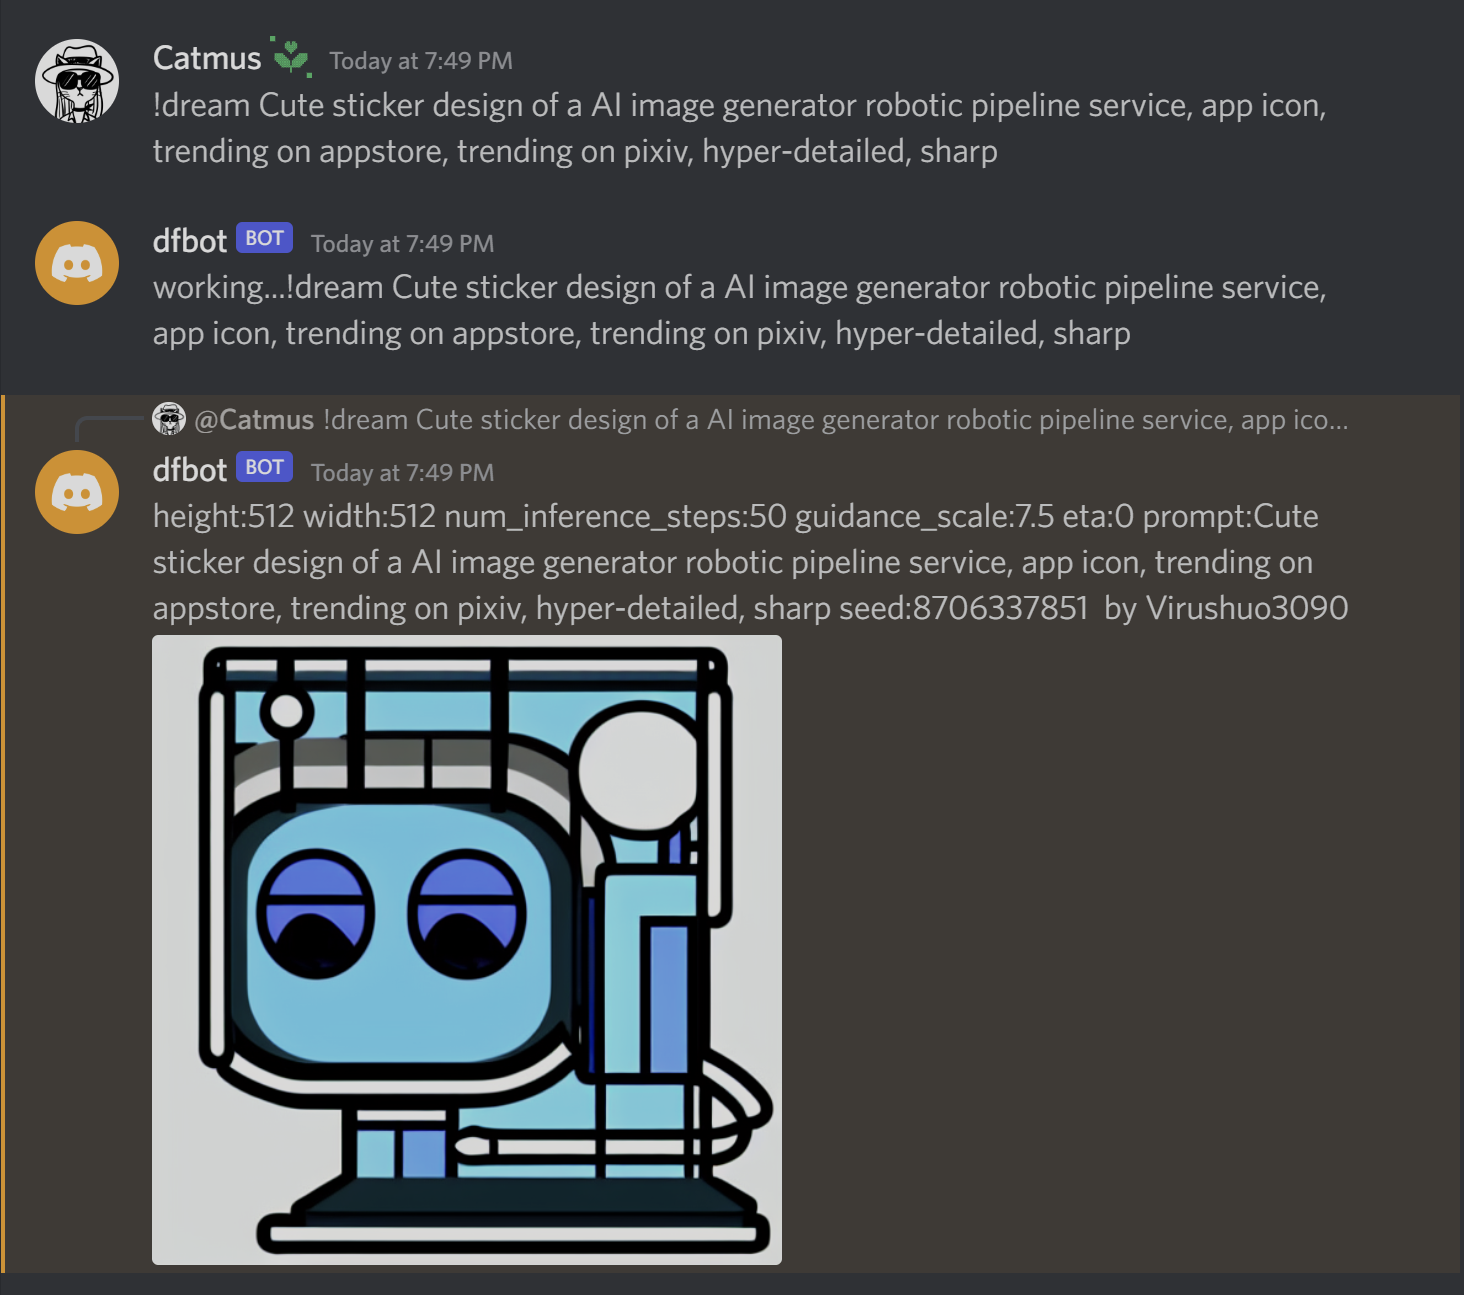 Catmus Today at 7:49 PM
!dream Cute sticker design of a AI image generator robotic pipeline service, app icon,
trending on appstore, trending on pixiv, hyper-detailed, sharp
dfbot BOT Today at 7:49 PM
working...!dream Cute sticker design of a AI image generator robotic pipeline service,
app icon, trending on appstore, trending on pixiv, hyper-detailed, sharp
@Catmus !dream Cute sticker design of a AI image generator robotic pipeline service, app ico...
dfbot BOT Today at 7:49 PM
height:512 width:512 num_inference_steps:50 guidance_scale:7.5 eta:0 prompt:Cute
sticker design of a AI image generator robotic pipeline service, app icon, trending on
appstore, trending on pixiv, hyper-detailed, sharp seed:8706337851 by Virushuo3090